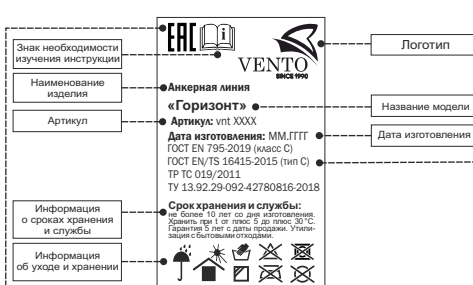 EAC
i
VENTO
SINCE 1990
Знак необходимости
изучения инструкции
Логотип
Наименование
изделия
Анкерная линия
«Горизонт»
Название модели
Артикул
Артикул: vnt XXXX
Дата изготовления: ММ.ГГГГ
Дата изготовления
ГОСТ EN 795-2019 (класс С)
ГОСТ EN/TS 16415-2015 (тип С)
ТР ТС 019/2011
ТУ 13.92.29-092-42780816-2018
Информация
о сроках хранения
и службы
Срок хранения и службы:
не более 10 лет со дня изготовления.
Хранить при t от плюс 5 до плюс 30 °С.
Гарантия 5 лет с даты продажи. Утили-
зация с бытовыми отходами.
Информация
об уходе и хранении